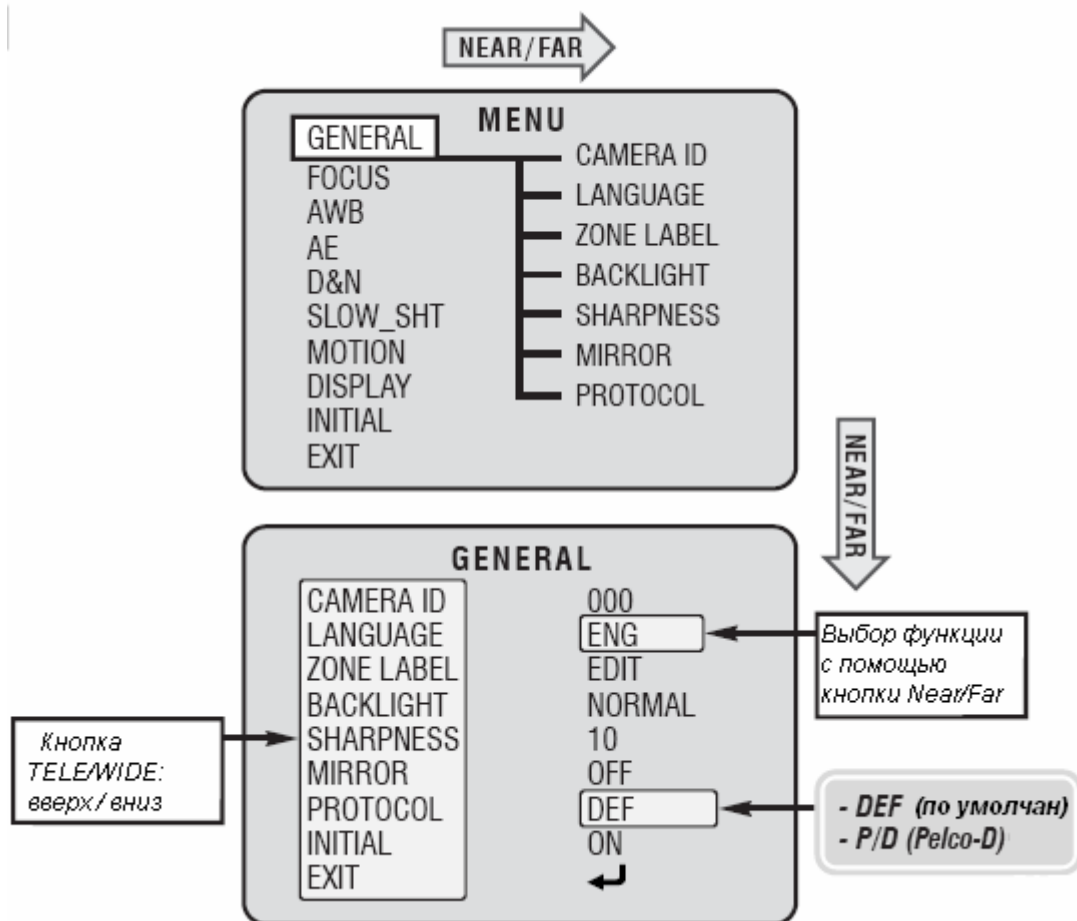 NEAR/FAR
MENU
GENERAL
FOCUS
AWB
AE
D&N
SLOW_SHT
MOTION
DISPLAY
INITIAL
EXIT
CAMERA ID
LANGUAGE
ZONE LABEL
BACKLIGHT
SHARPNESS
MIRROR
PROTOCOL
NEAR/FAR
GENERAL
CAMERA ID 000
LANGUAGE ENG
ZONE LABEL EDIT
BACKLIGHT NORMAL
SHARPNESS 10
MIRROR OFF
PROTOCOL DEF
INITIAL ON
EXIT
Выбор функции
с помощью
кнопки Near/Far
Кнопка
TELE/WIDE:
вверх/ вниз
- DEF (по умолчан)
- P/D (Pelco-D)